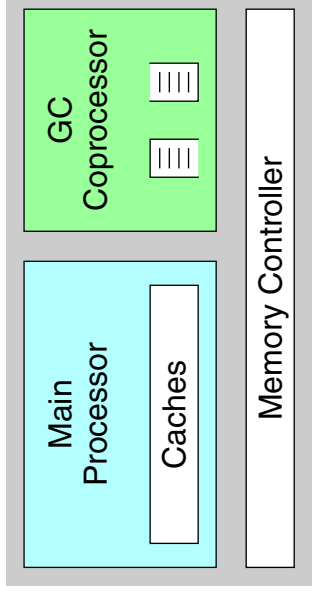 Main
Processor
Caches
GC
Coprocessor
Memory Controller